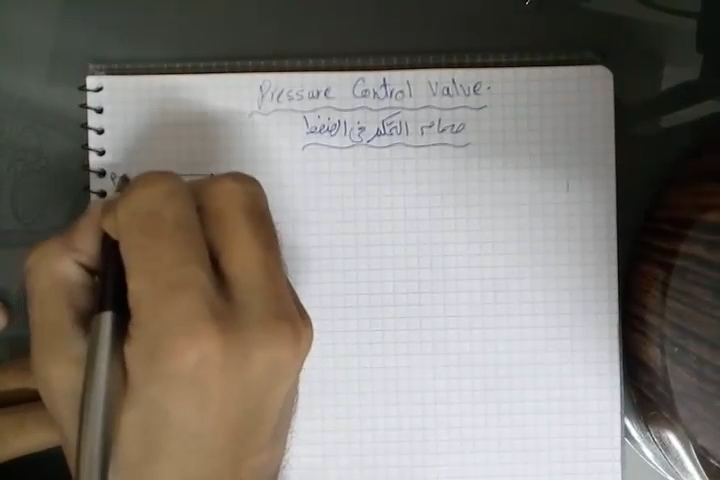 Pressure Control Valve.
صمام التحكم في الضغط